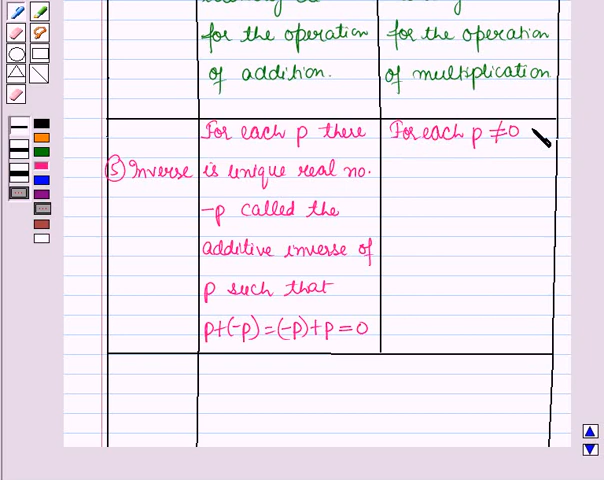 for the operation for the operation
of addition. of multiplication
For each p there For each p ≠0
⑤ Inverse is unique real no.
-p called the
additive inverse of
p such that
p+(-p)=(-p)+p=0